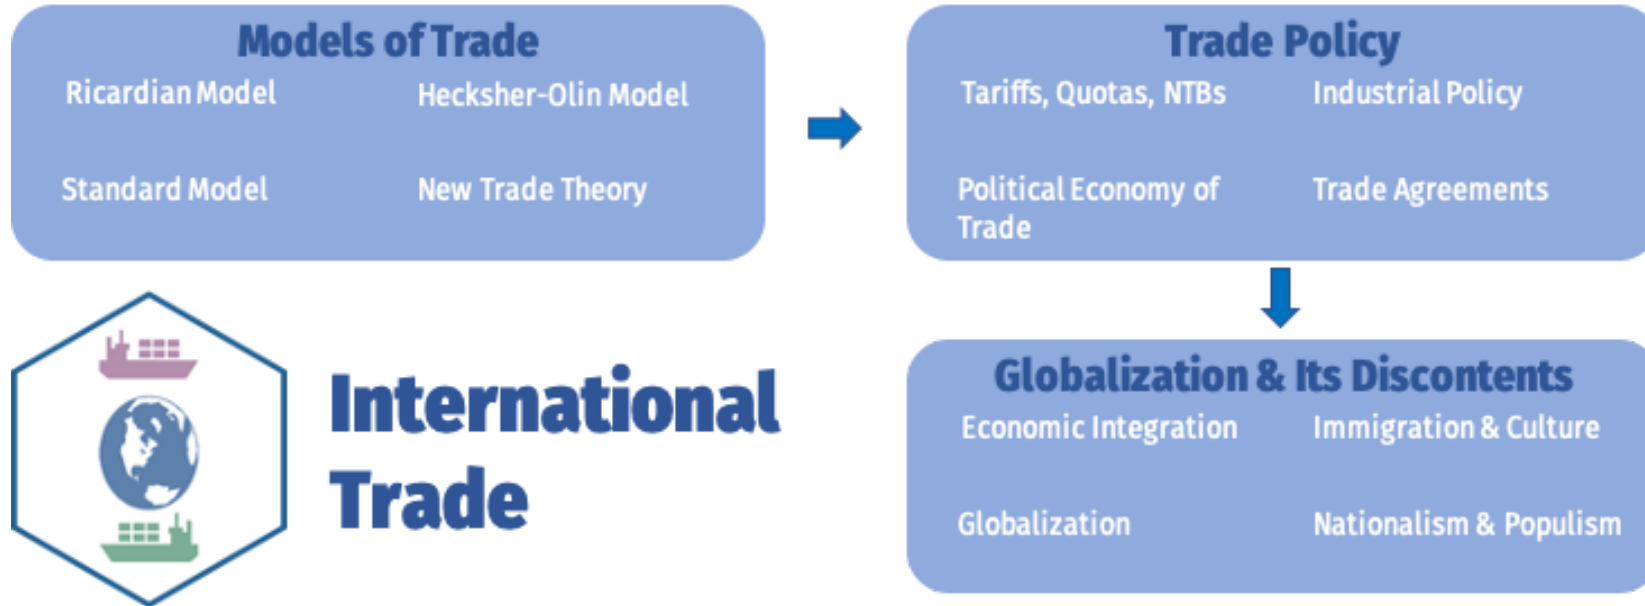 Models of Trade
Ricardian Model
Hecksher-Olin Model
Standard Model
New Trade Theory
Trade Policy
Tariffs, Quotas, NTBs
Industrial Policy
Political Economy of
Trade
Trade Agreements
Globalization & Its Discontents
Economic Integration
Immigration & Culture
Globalization
Nationalism & Populism
International
Trade